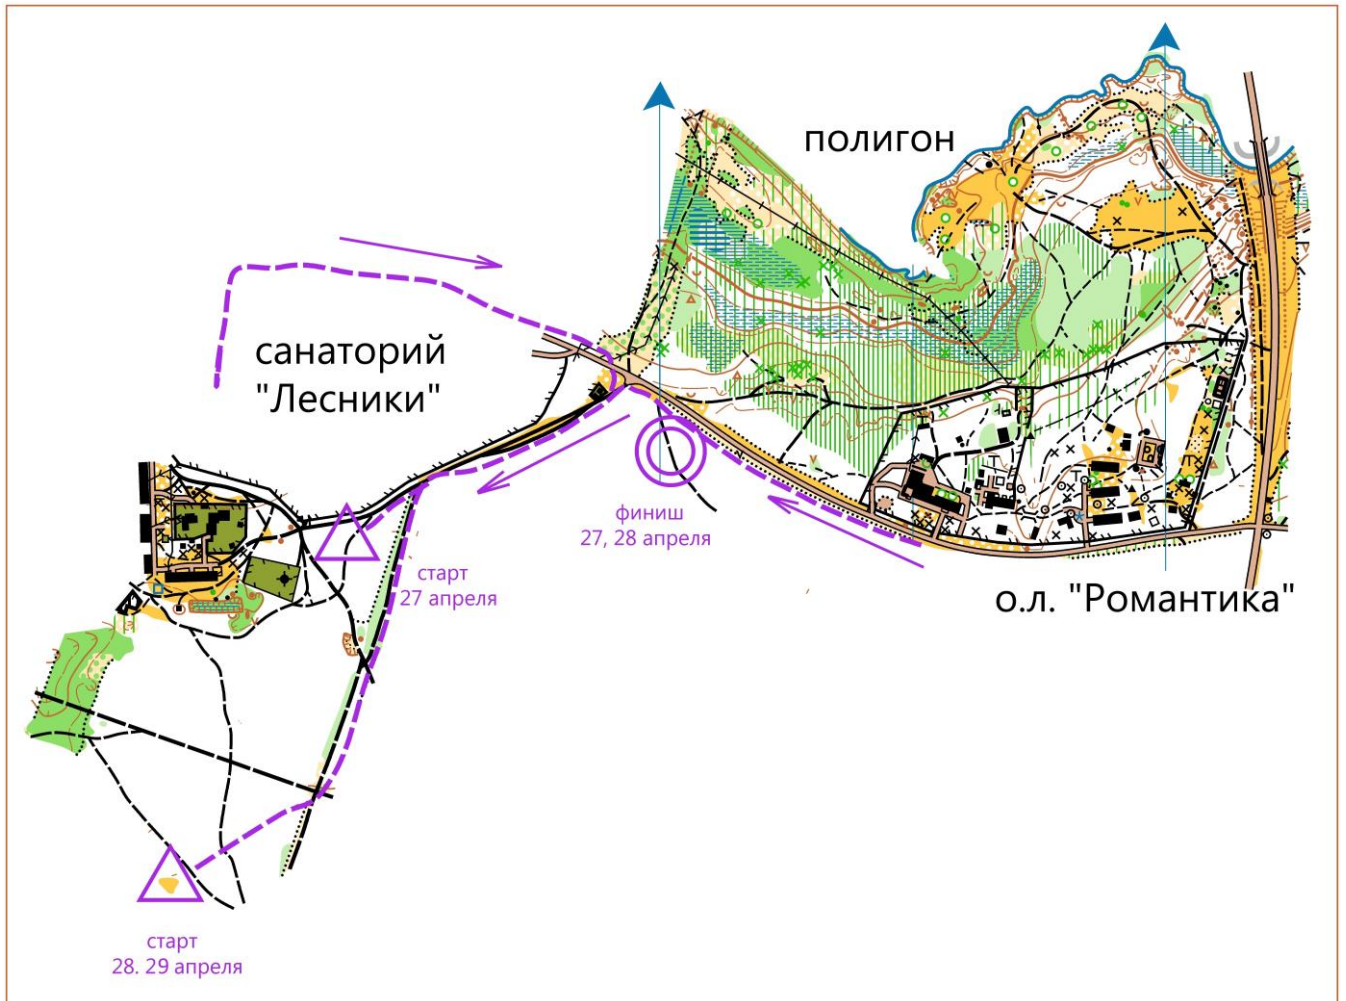 полигон
санаторий
"Лесники"
финиш
27, 28 апреля
старт
27 апреля
о.л. "Романтика"
старт
28. 29 апреля